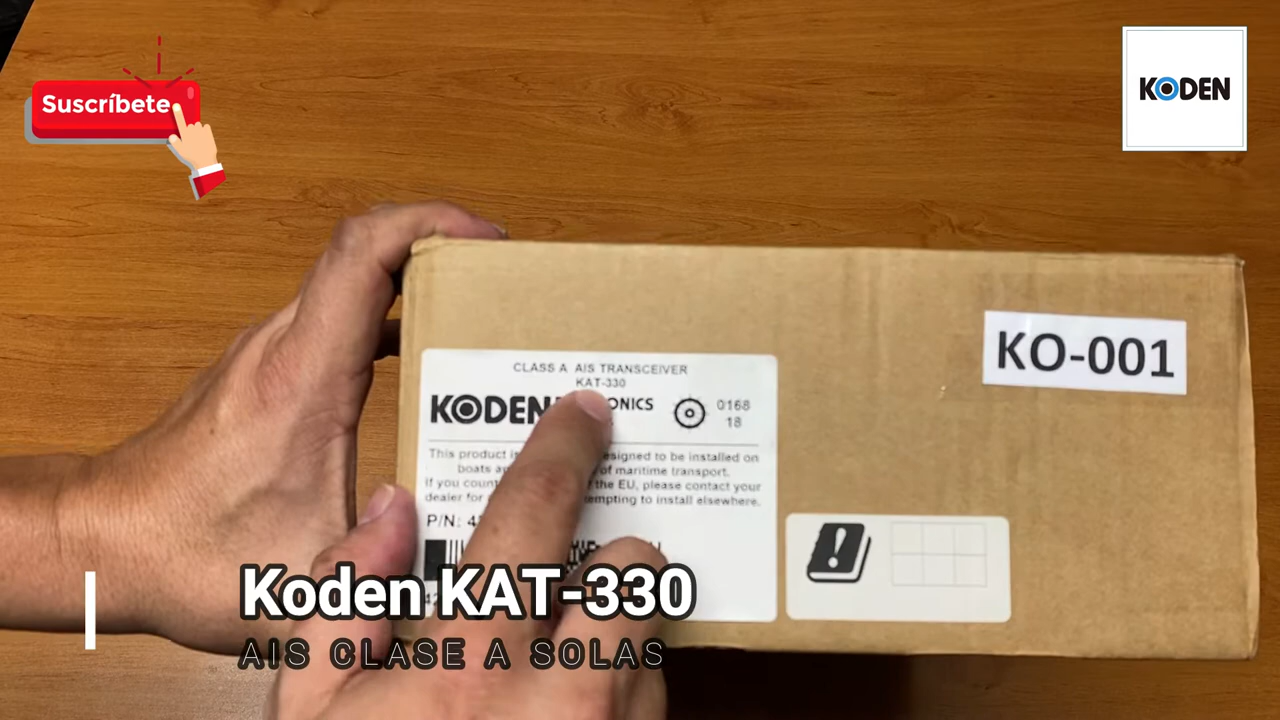 Suscríbete
KODEN
KO-001
CLASS A AIS TRANSCEIVER
KAT-330
KODEN ONICS
0168
18
This product is esigned to be installed on
boats of maritime transport.
If you the EU, please contact your
dealer for empting to install elsewhere.
P/N:
Koden KAT-330
AIS CLASE A SOLAS